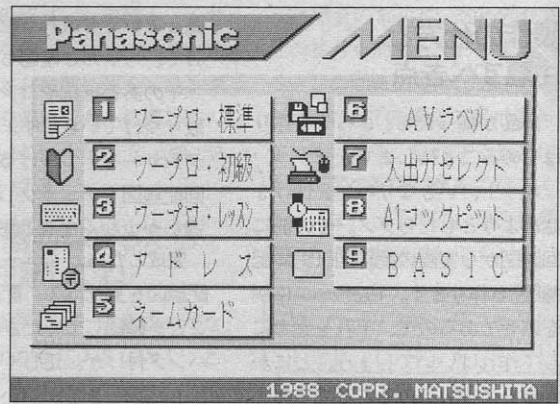 Panasonic MENU
1 ワープロ・標準
2 ワープロ・初級
3 ワープロ・レッスン
4 アドレス
5 ネームカード
6 AVラベル
7 入出力セレクト
8 A1コックピット
9 BASIC
1988 COPR. MATSUSHITA